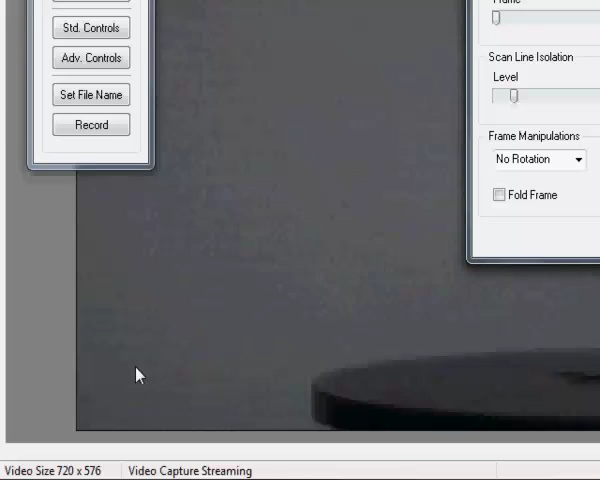 Frame
Std. Controls
Adv. Controls
Set File Name
Record
Scan Line Isolation
Level
Frame Manipulations
No Rotation
Fold Frame
Video Size 720 x 576
Video Capture Streaming